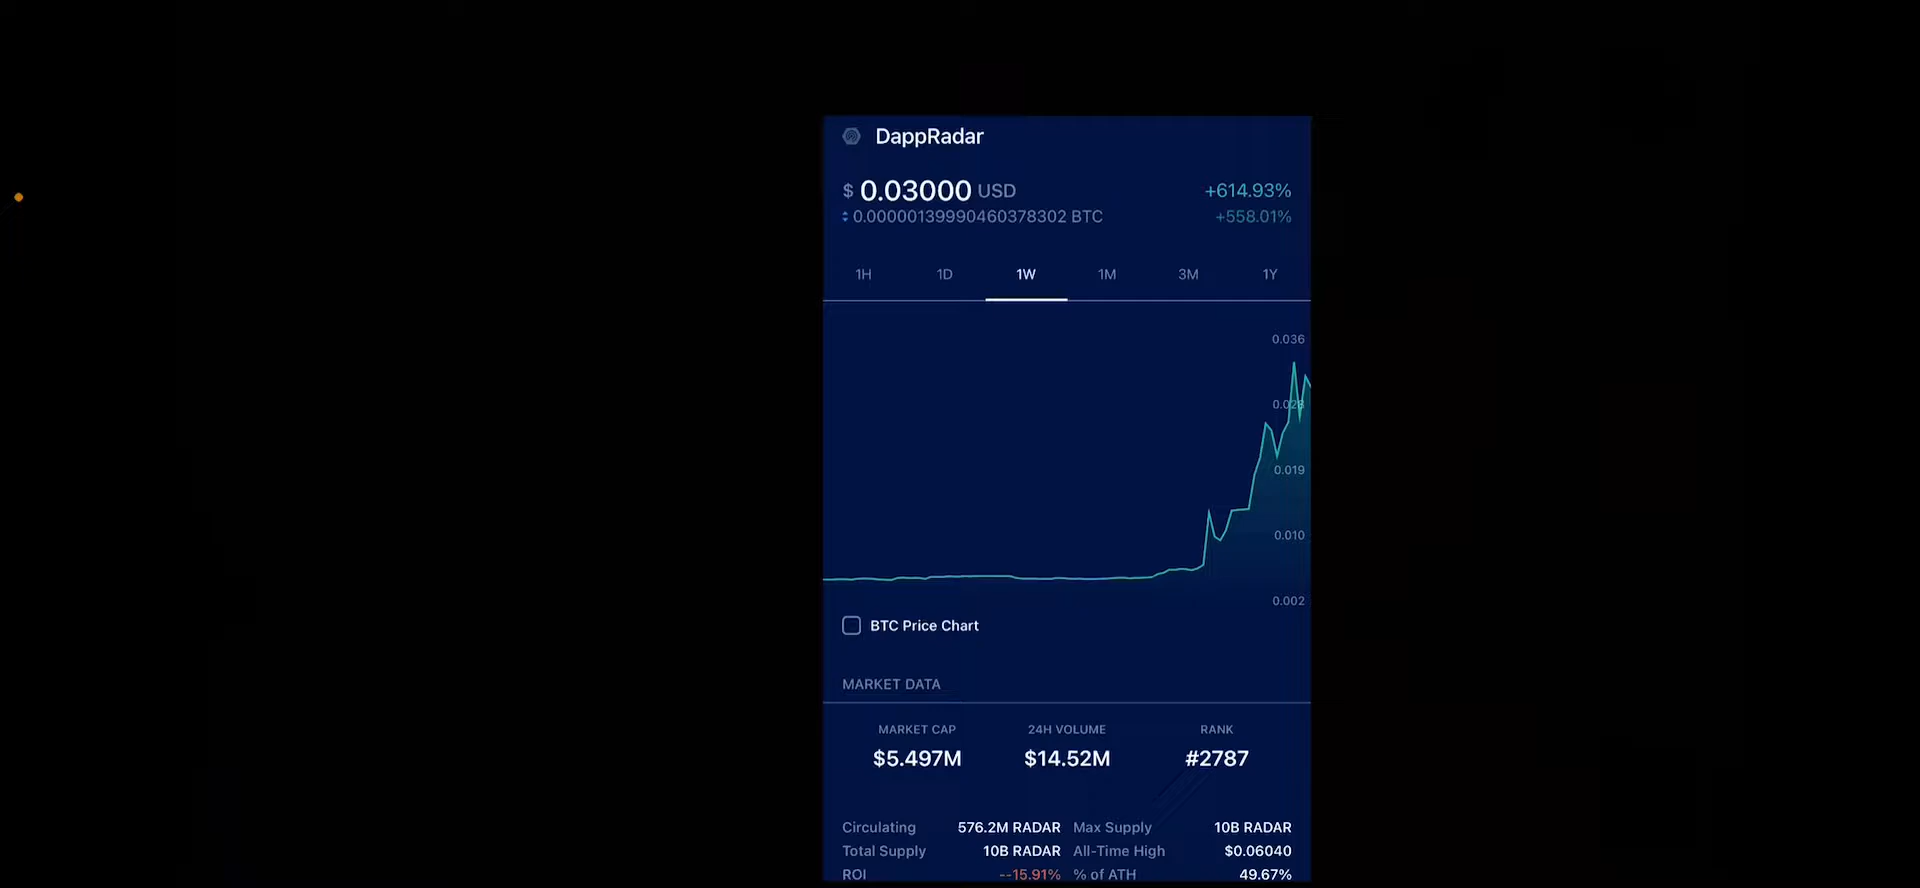 DappRadar
$ 0.03000 USD +614.93%
0.00000139990460378302 BTC +558.01%
1H 1D 1W 1M 3M 1Y
0.036
0.028
0.019
0.010
0.002
BTC Price Chart
MARKET DATA
MARKET CAP 24H VOLUME RANK
$5.497M $14.52M #2787
Circulating 576.2M RADAR Max Supply 10B RADAR
Total Supply 10B RADAR All-Time High $0.06040
ROI --15.91% % of ATH 49.67%